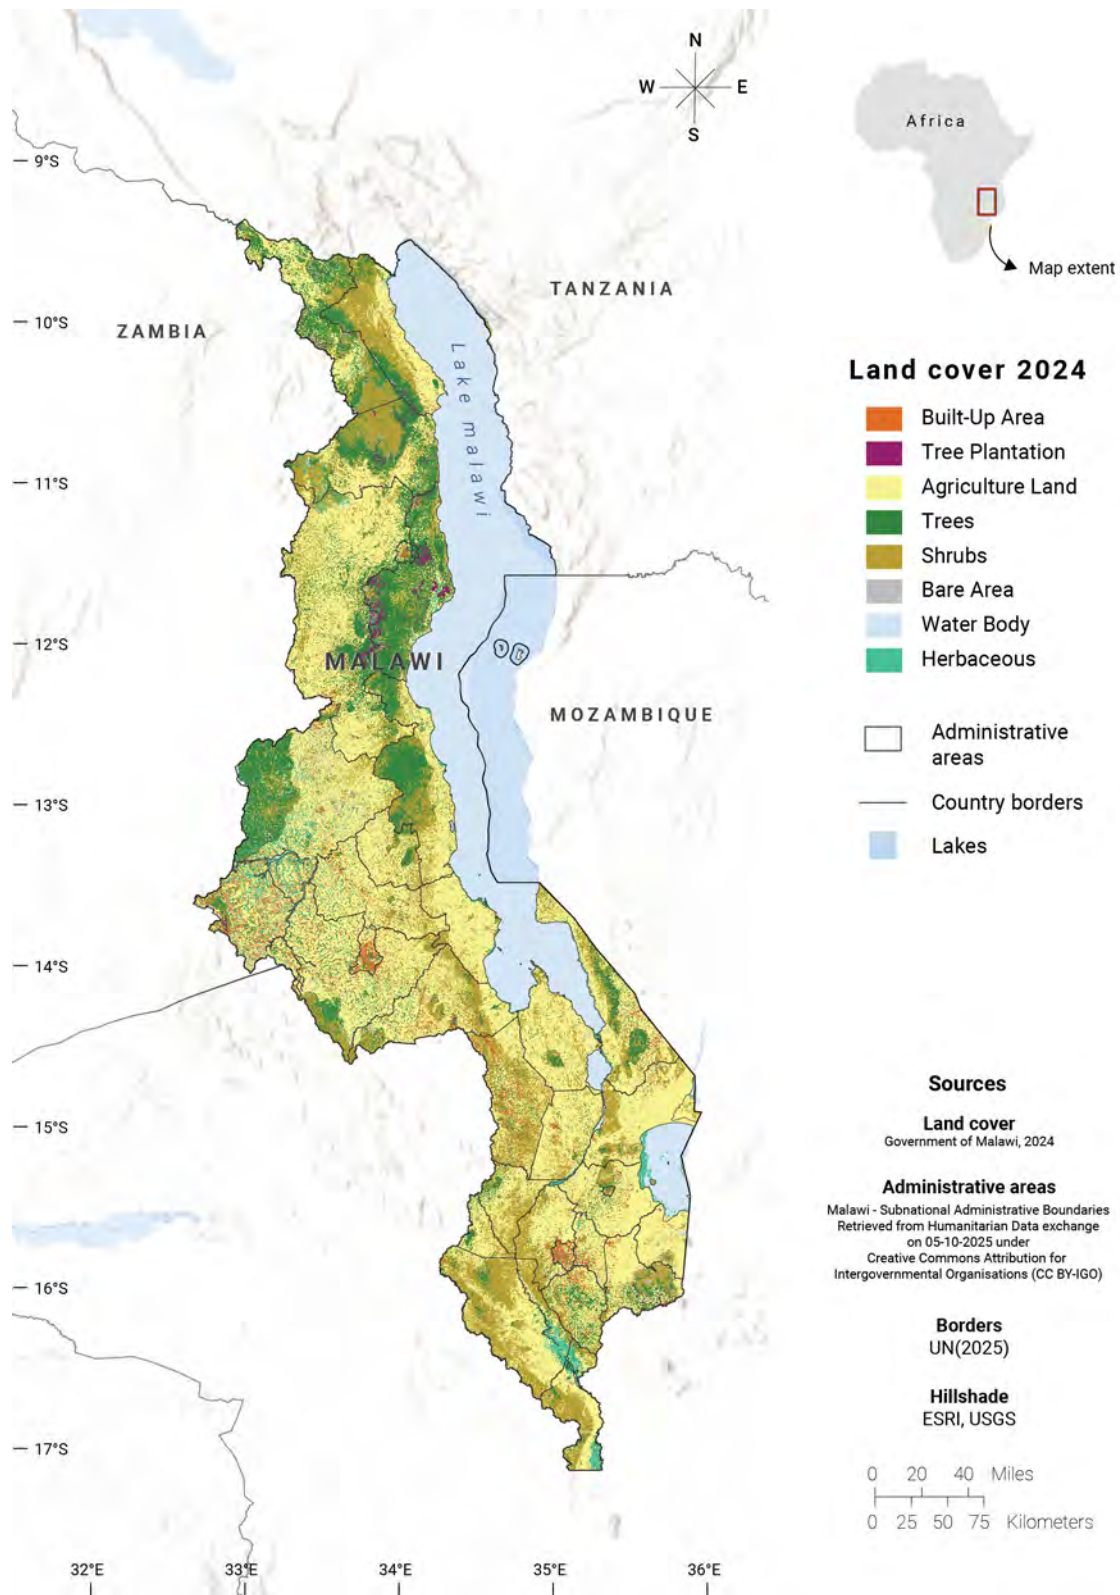 N
W E
S
Africa
Map extent
9°S
10°S
11°S
12°S
13°S
14°S
15°S
16°S
17°S
32°E
33°E
34°E
35°E
36°E
TANZANIA
ZAMBIA
Lake malawi
MALAWI
MOZAMBIQUE
Land cover 2024
Built-Up Area
Tree Plantation
Agriculture Land
Trees
Shrubs
Bare Area
Water Body
Herbaceous
Administrative
areas
Country borders
Lakes
Sources
Land cover
Government of Malawi, 2024
Administrative areas
Malawi - Subnational Administrative Boundaries
Retrieved from Humanitarian Data exchange
on 05-10-2025 under
Creative Commons Attribution for
Intergovernmental Organisations (CC BY-IGO)
Borders
UN(2025)
Hillshade
ESRI, USGS
0 20 40 Miles
0 25 50 75 Kilometers